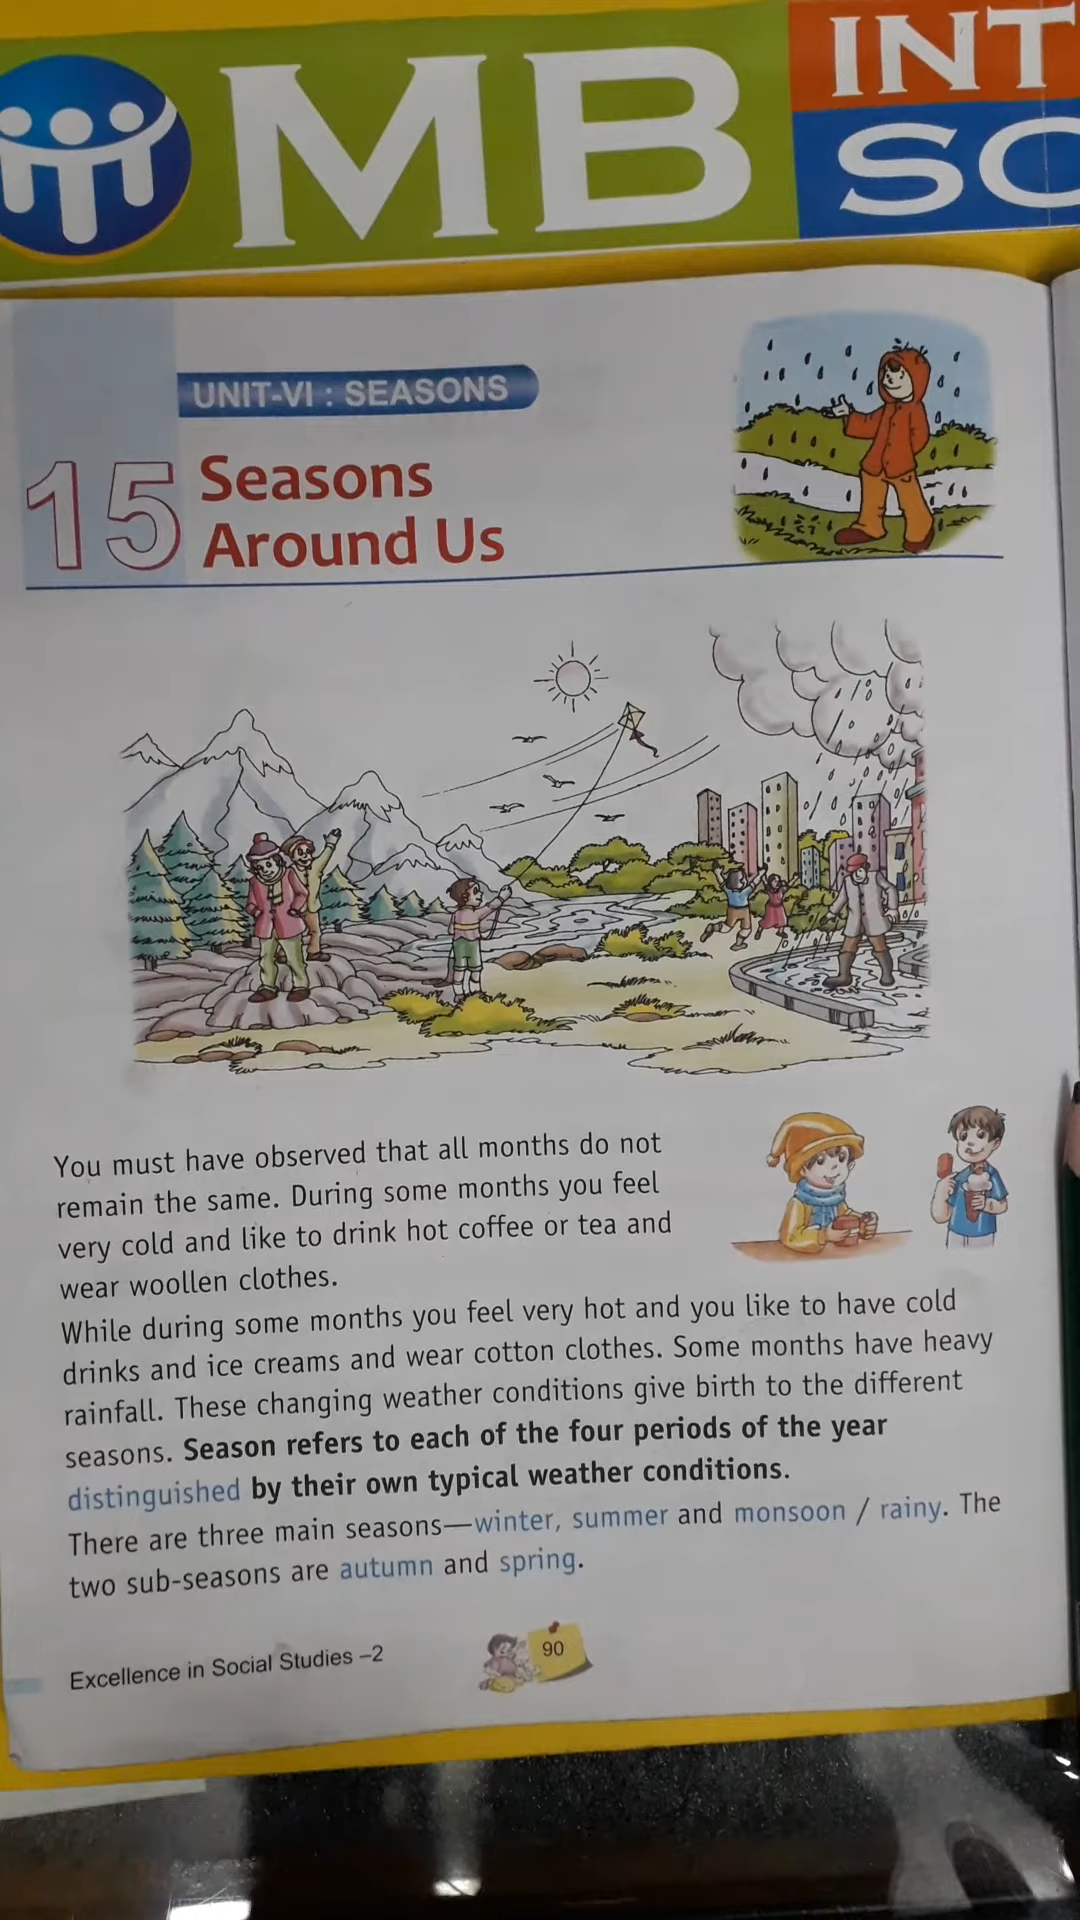 MB
INT
SC
UNIT-VI : SEASONS
15
Seasons
Around Us
You must have observed that all months do not
remain the same. During some months you feel
very cold and like to drink hot coffee or tea and
wear woollen clothes.
While during some months you feel very hot and you like to have cold
drinks and ice creams and wear cotton clothes. Some months have heavy
rainfall. These changing weather conditions give birth to the different
seasons. Season refers to each of the four periods of the year
distinguished by their own typical weather conditions.
There are three main seasons—winter, summer and monsoon / rainy. The
two sub-seasons are autumn and spring.
Excellence in Social Studies –2
90